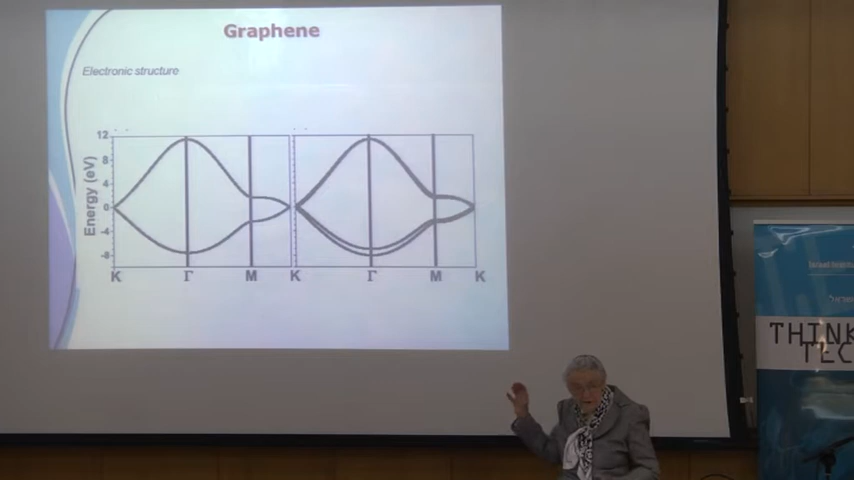 Graphene
Electronic structure
Energy (eV)
12
8
4
0
-4
-8
K Γ M K Γ M K
THINK
TEC